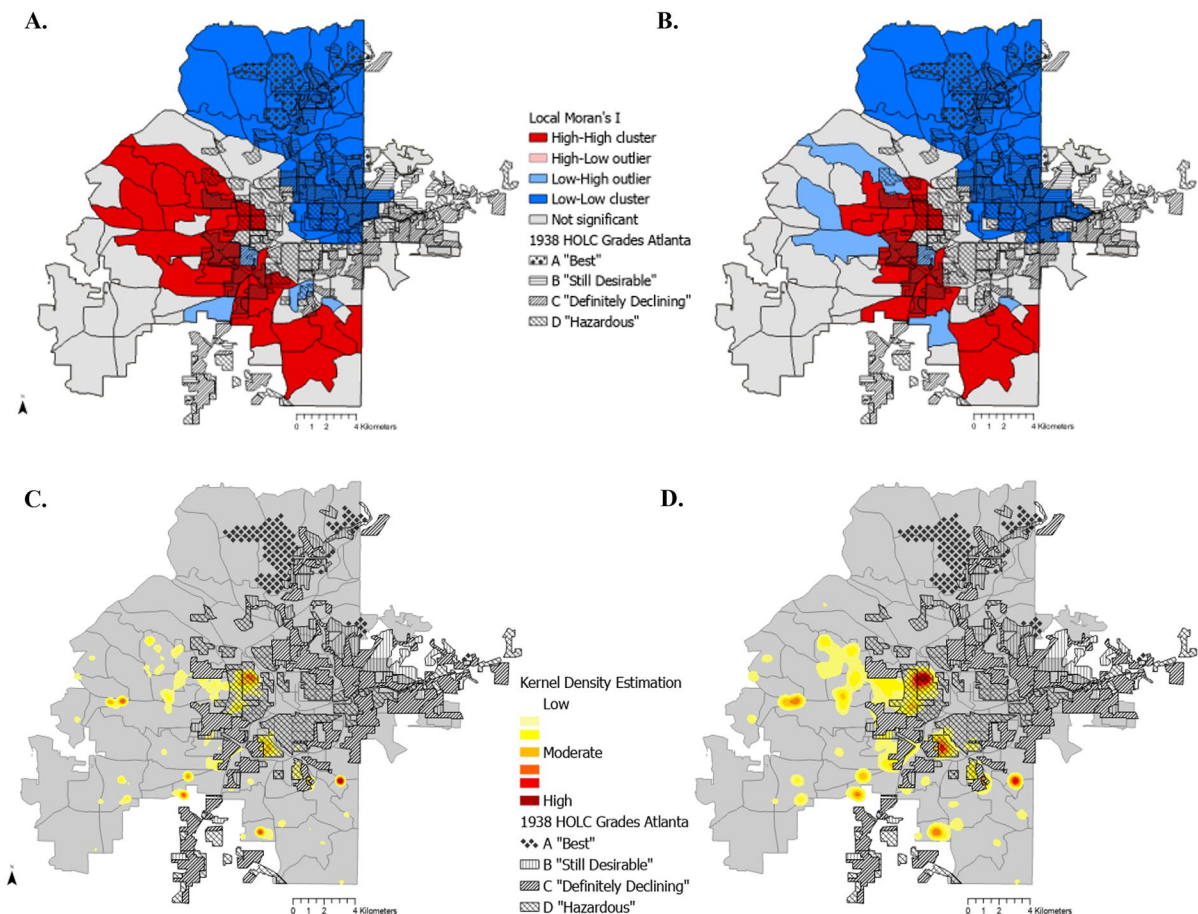 A.
B.
Local Moran's I
High-High cluster
High-Low outlier
Low-High outlier
Low-Low cluster
Not significant
1938 HOLC Grades Atlanta
A "Best"
B "Still Desirable"
C "Definitely Declining"
D "Hazardous"
N
0 1 2 4 Kilometers
0 1 2 4 Kilometers
C.
D.
Kernel Density Estimation
Low
Moderate
High
1938 HOLC Grades Atlanta
A "Best"
B "Still Desirable"
C "Definitely Declining"
D "Hazardous"
N
0 1 2 4 Kilometers
0 1 2 4 Kilometers